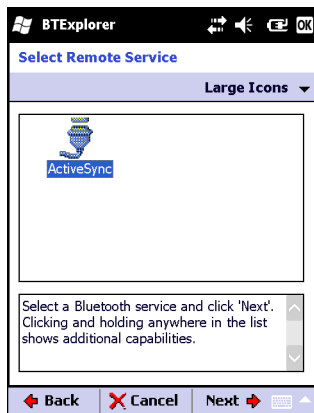 BTExplorer
OK
Select Remote Service
Large Icons
ActiveSync
Select a Bluetooth service and click 'Next'.
Clicking and holding anywhere in the list
shows additional capabilities.
Back Cancel Next